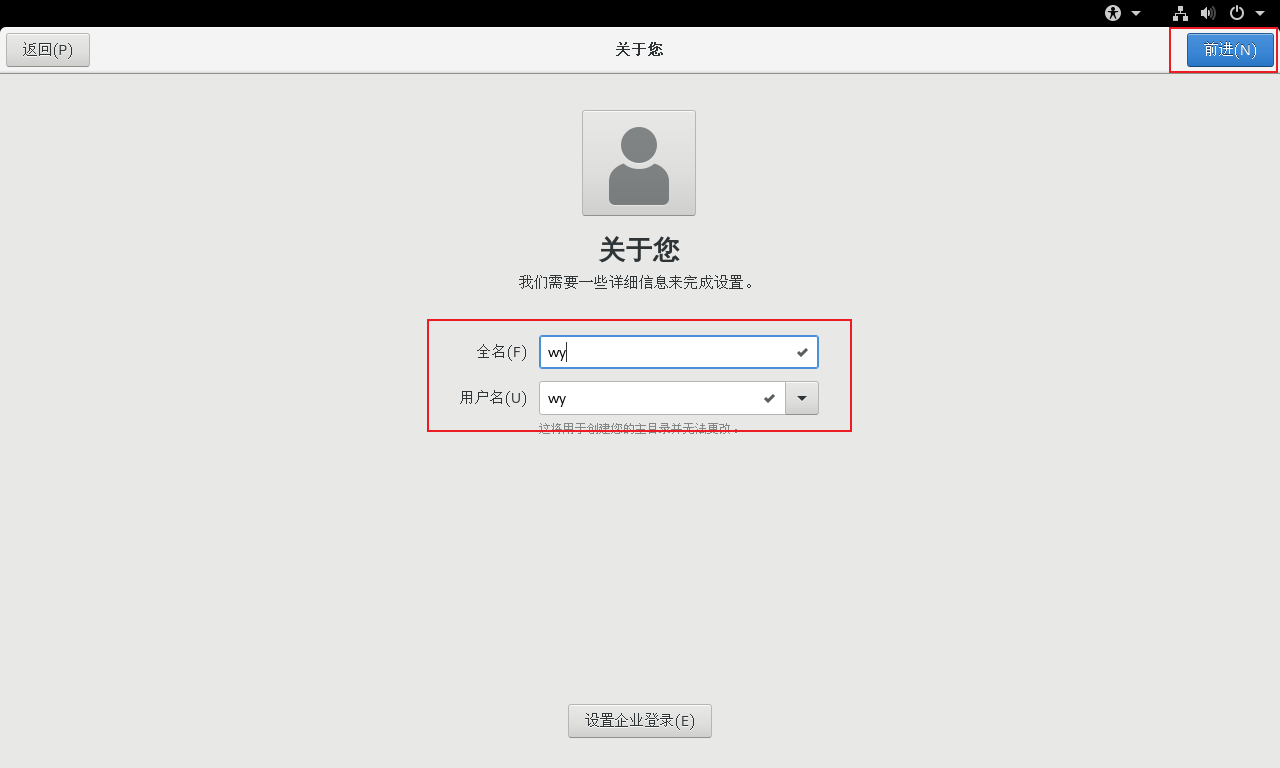 返回(P)
关于您
前进(N)
关于您
我们需要一些详细信息来完成设置。
全名(F)
wy
用户名(U)
wy
这将用于创建您的主目录并无法更改。
设置企业登录(E)